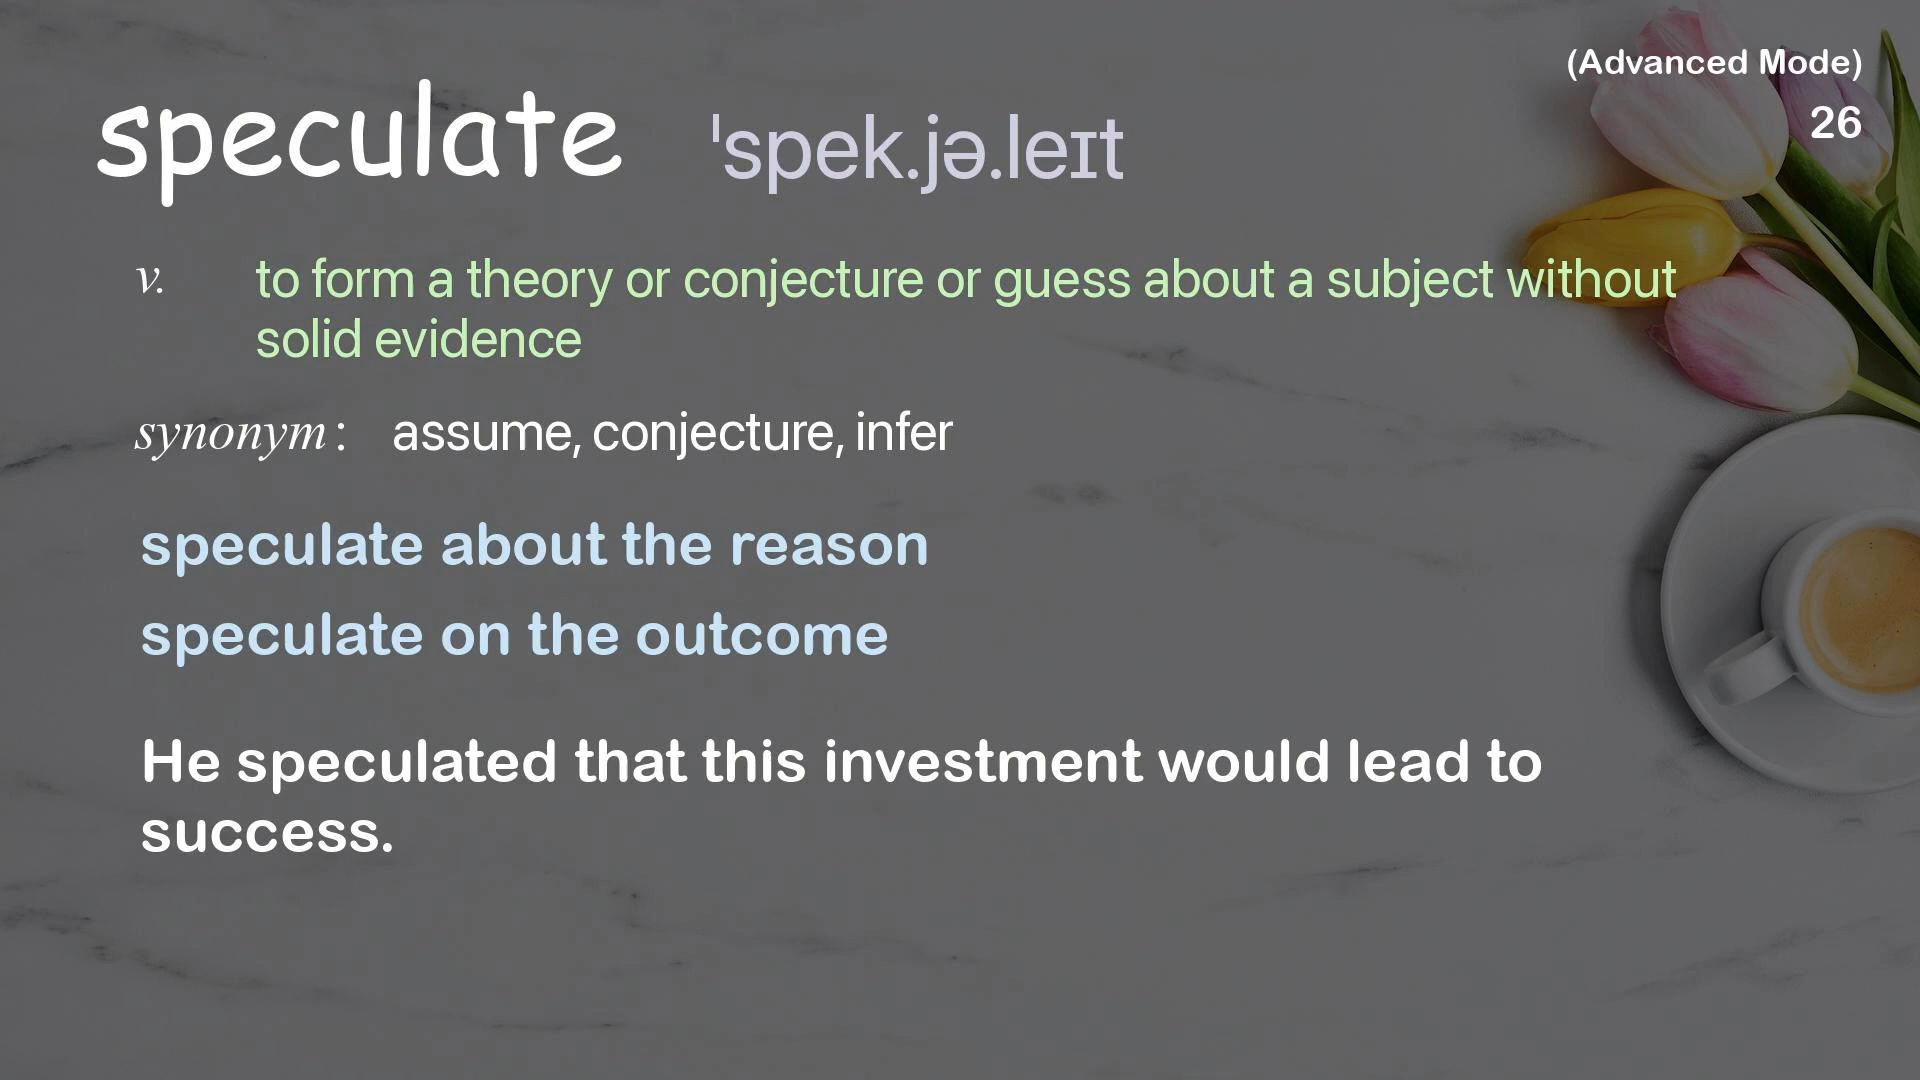 (Advanced Mode)
26
speculate ˈspek.jə.leɪt
v. to form a theory or conjecture or guess about a subject without
solid evidence
synonym : assume, conjecture, infer
speculate about the reason
speculate on the outcome
He speculated that this investment would lead to
success.